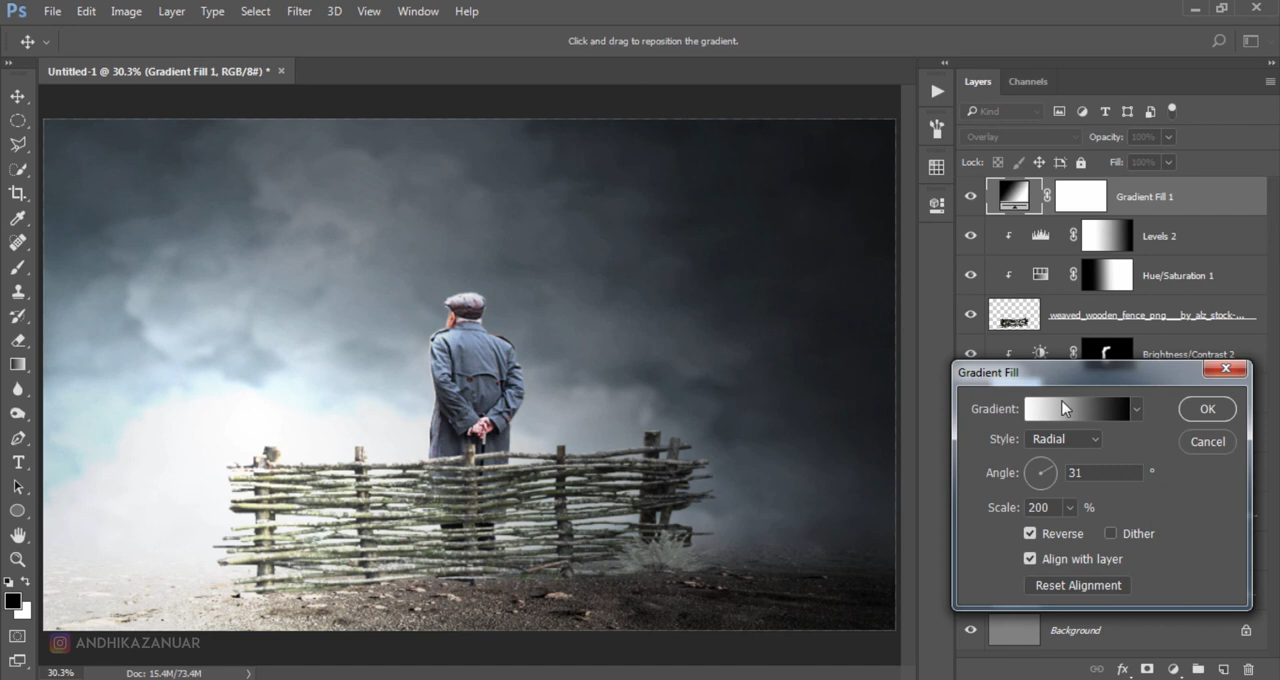 Ps File Edit Image Layer Type Select Filter 3D View Window Help
Click and drag to reposition the gradient.
Untitled-1 @ 30.3% (Gradient Fill 1, RGB/8#) * ×
Layers Channels
Kind
Overlay Opacity: 100%
Lock: Fill: 100%
Gradient Fill 1
Levels 2
Hue/Saturation 1
weaved_wooden_fence_png___by_alz_stock-...
Brightness/Contrast 2
Gradient Fill
Gradient: OK
Style: Radial Cancel
Angle: 31 °
Scale: 200 %
Reverse Dither
Align with layer
Reset Alignment
Background
ANDHIKAZANUAR
30.3% Doc: 15.4M/73.4M